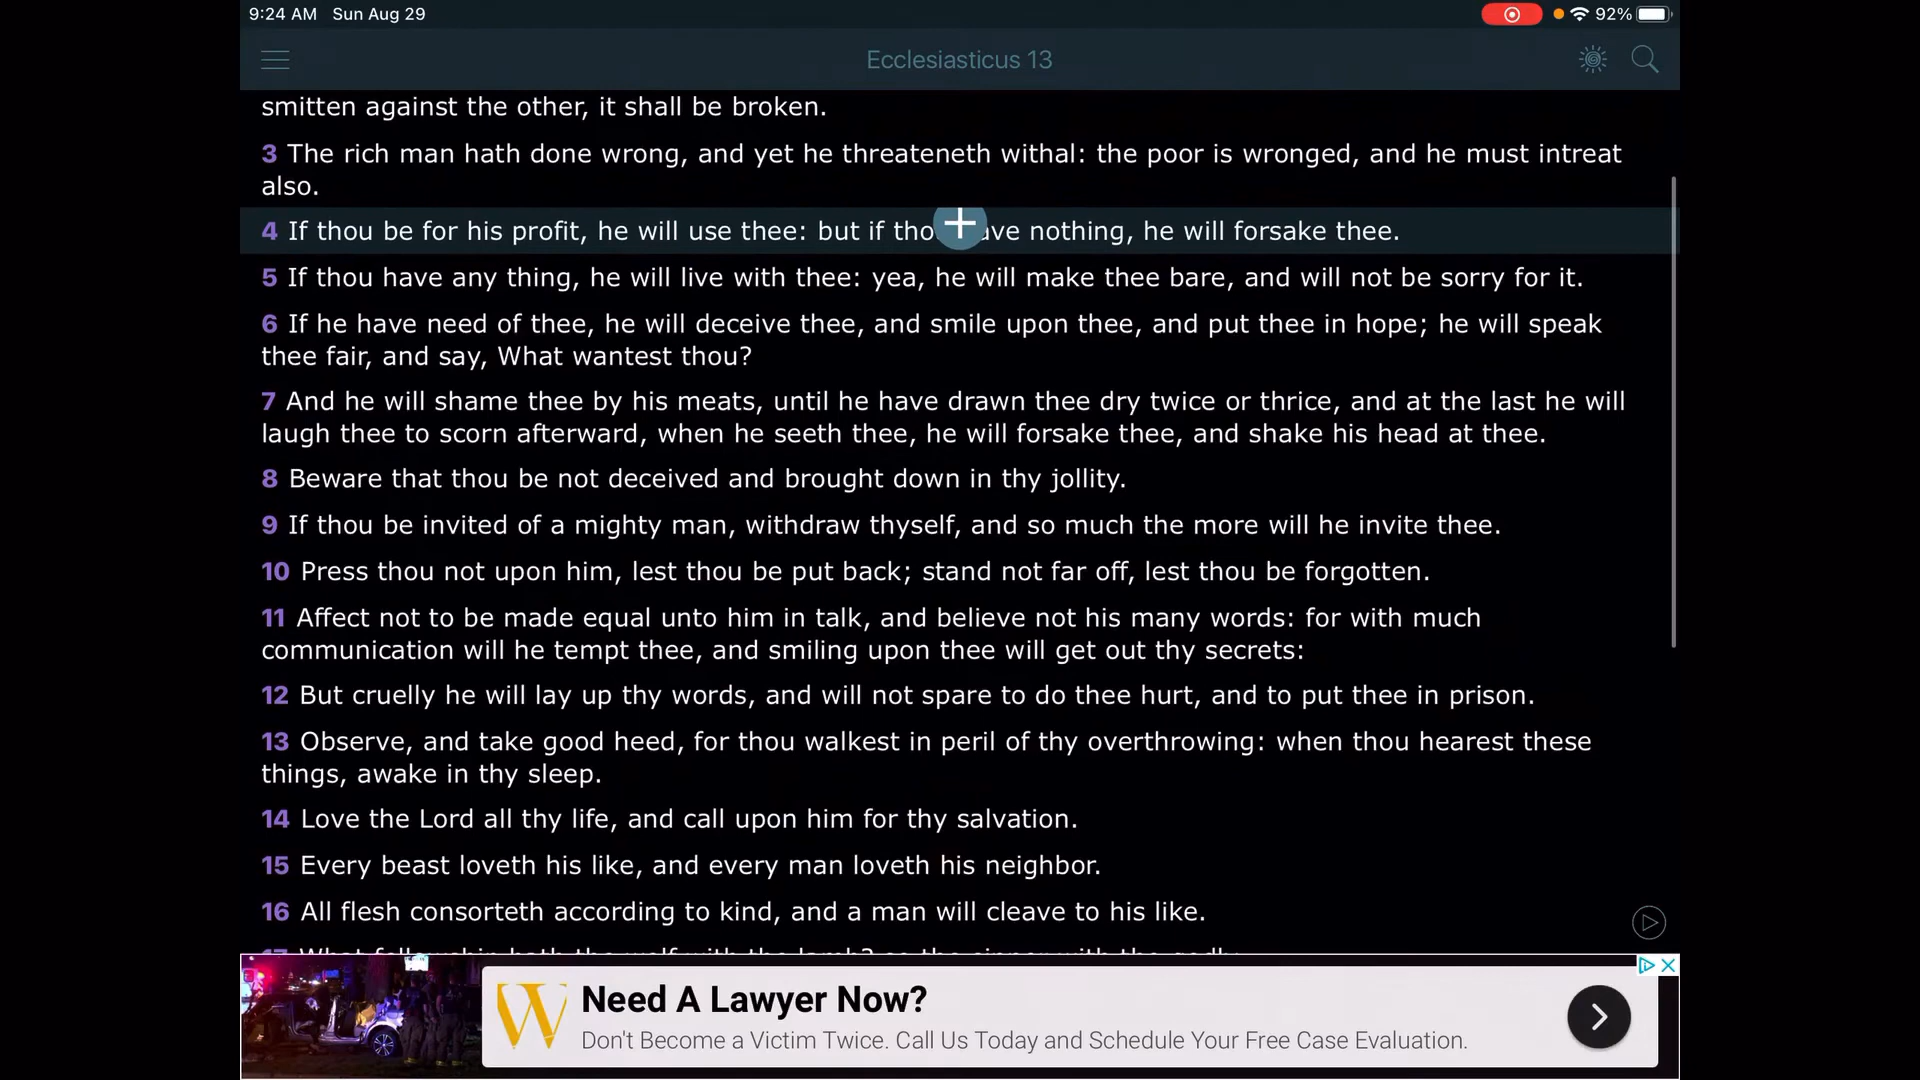 9:24 AM Sun Aug 29
92%
Ecclesiasticus 13
smitten against the other, it shall be broken.
3 The rich man hath done wrong, and yet he threateneth withal: the poor is wronged, and he must intreat
also.
4 If thou be for his profit, he will use thee: but if tho ave nothing, he will forsake thee.
5 If thou have any thing, he will live with thee: yea, he will make thee bare, and will not be sorry for it.
6 If he have need of thee, he will deceive thee, and smile upon thee, and put thee in hope; he will speak
thee fair, and say, What wantest thou?
7 And he will shame thee by his meats, until he have drawn thee dry twice or thrice, and at the last he will
laugh thee to scorn afterward, when he seeth thee, he will forsake thee, and shake his head at thee.
8 Beware that thou be not deceived and brought down in thy jollity.
9 If thou be invited of a mighty man, withdraw thyself, and so much the more will he invite thee.
10 Press thou not upon him, lest thou be put back; stand not far off, lest thou be forgotten.
11 Affect not to be made equal unto him in talk, and believe not his many words: for with much
communication will he tempt thee, and smiling upon thee will get out thy secrets:
12 But cruelly he will lay up thy words, and will not spare to do thee hurt, and to put thee in prison.
13 Observe, and take good heed, for thou walkest in peril of thy overthrowing: when thou hearest these
things, awake in thy sleep.
14 Love the Lord all thy life, and call upon him for thy salvation.
15 Every beast loveth his like, and every man loveth his neighbor.
16 All flesh consorteth according to kind, and a man will cleave to his like.
17 What fellowship hath the wolf with the lamb? so the sinner with the godly.
W
Need A Lawyer Now?
Don't Become a Victim Twice. Call Us Today and Schedule Your Free Case Evaluation.